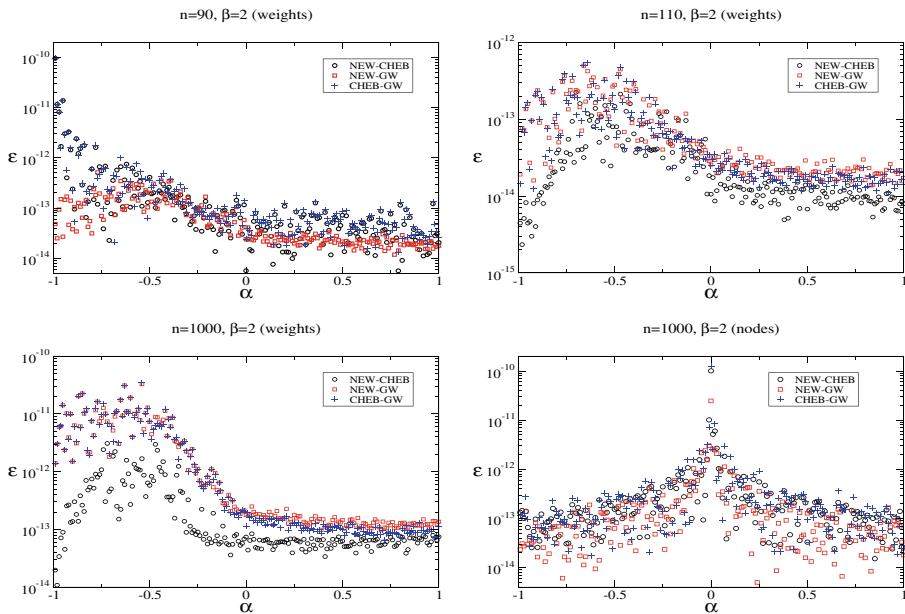 n=90, β=2 (weights)
10⁻¹⁰
10⁻¹¹
10⁻¹²
10⁻¹³
10⁻¹⁴
ε
NEW-CHEB
NEW-GW
CHEB-GW
-1
-0.5
0
0.5
1
α
n=110, β=2 (weights)
10⁻¹²
10⁻¹³
10⁻¹⁴
10⁻¹⁵
ε
NEW-CHEB
NEW-GW
CHEB-GW
-1
-0.5
0
0.5
1
α
n=1000, β=2 (weights)
10⁻¹⁰
10⁻¹¹
10⁻¹²
10⁻¹³
10⁻¹⁴
ε
NEW-CHEB
NEW-GW
CHEB-GW
-1
-0.5
0
0.5
1
α
n=1000, β=2 (nodes)
10⁻¹⁰
10⁻¹¹
10⁻¹²
10⁻¹³
10⁻¹⁴
ε
NEW-CHEB
NEW-GW
CHEB-GW
-1
-0.5
0
0.5
1
α